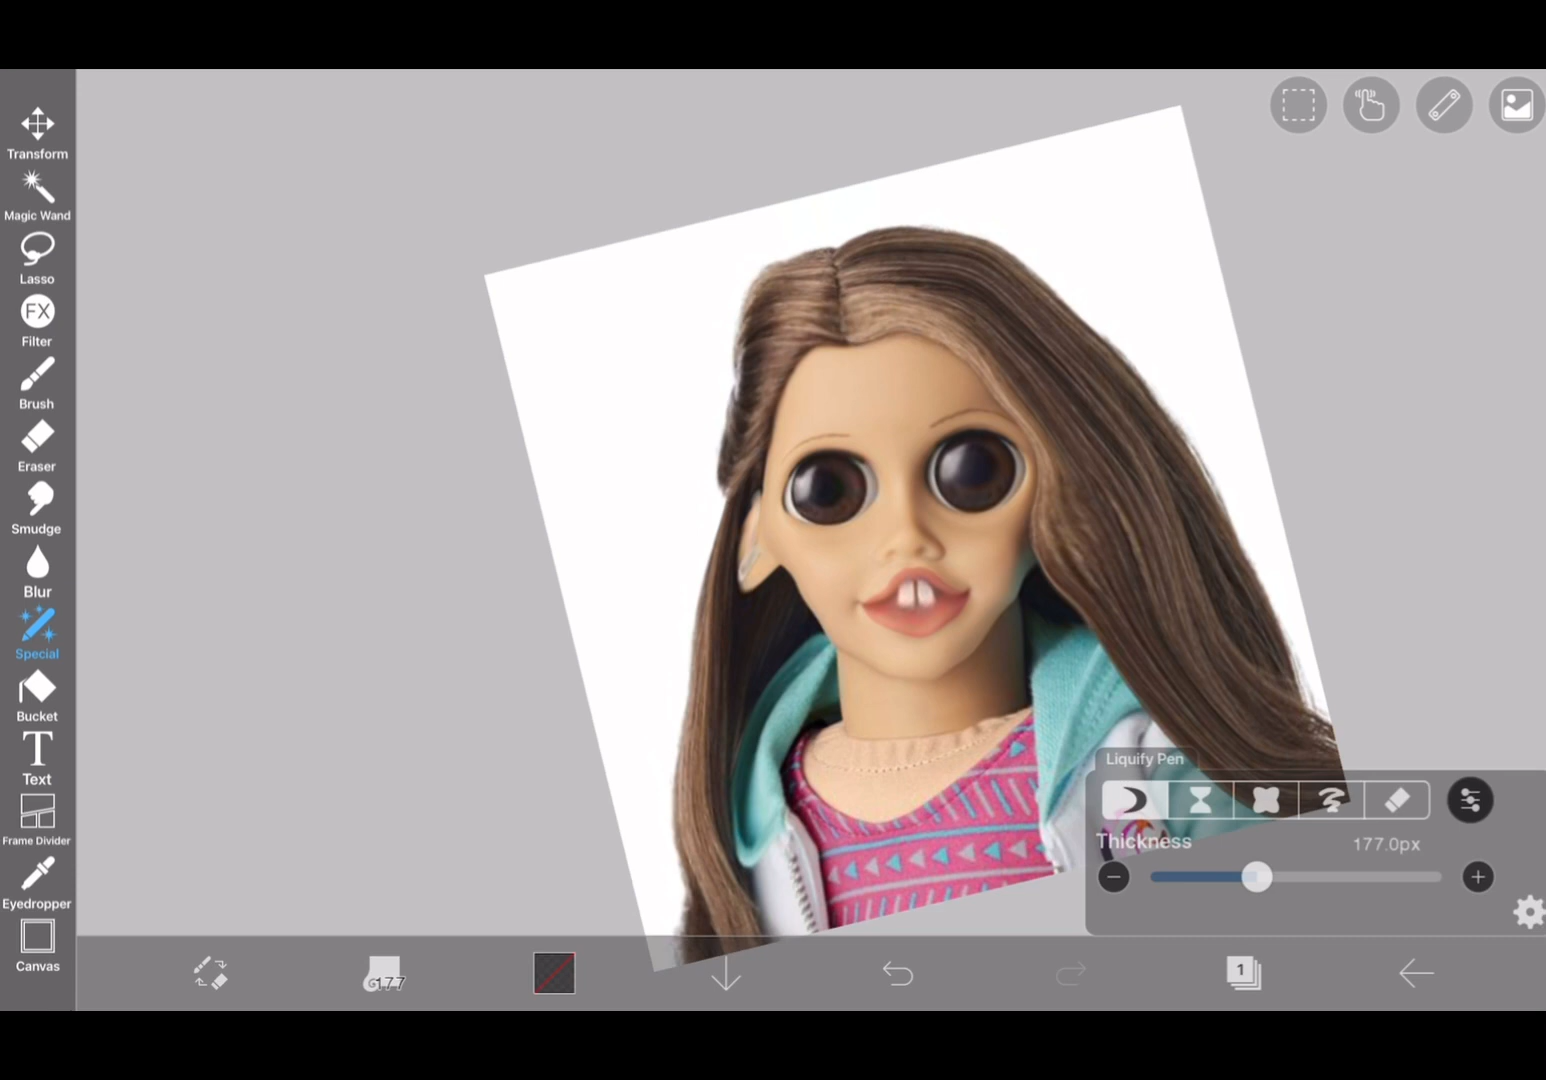 Transform
Magic Wand
Lasso
FX
Filter
Brush
Eraser
Smudge
Blur
Special
Bucket
T
Text
Frame Divider
Eyedropper
Canvas
Liquify Pen
Thickness
177.0px
177
1